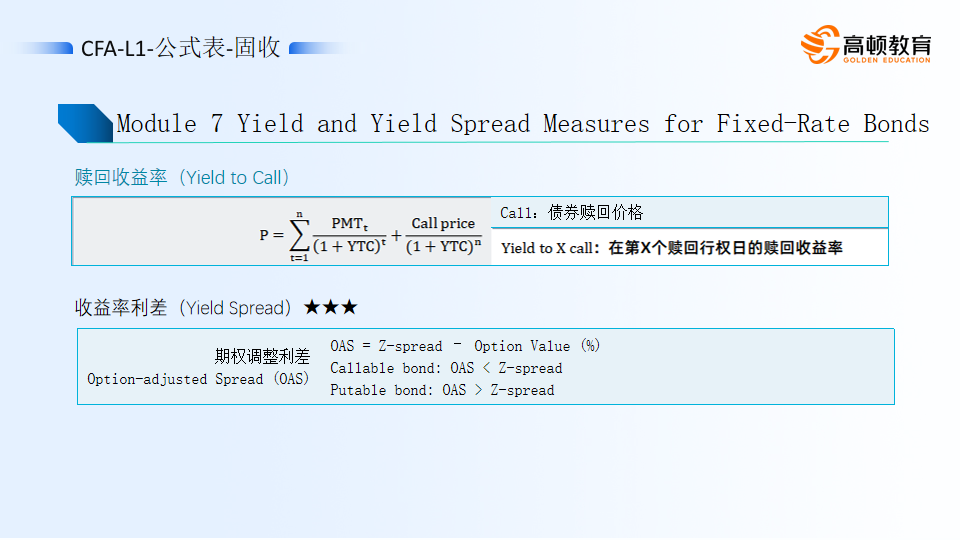 CFA-L1-公式表-固收
高顿教育
GOLDEN EDUCATION
Module 7 Yield and Yield Spread Measures for Fixed-Rate Bonds
赎回收益率（Yield to Call）
P = ∑_{t=1}^{n} PMT_t / (1 + YTC)^t + Call price / (1 + YTC)^n
Call：债券赎回价格
Yield to X call：在第X个赎回行权日的赎回收益率
收益率利差（Yield Spread）★★★
期权调整利差
Option-adjusted Spread (OAS)
OAS = Z-spread － Option Value (%)
Callable bond: OAS < Z-spread
Putable bond: OAS > Z-spread